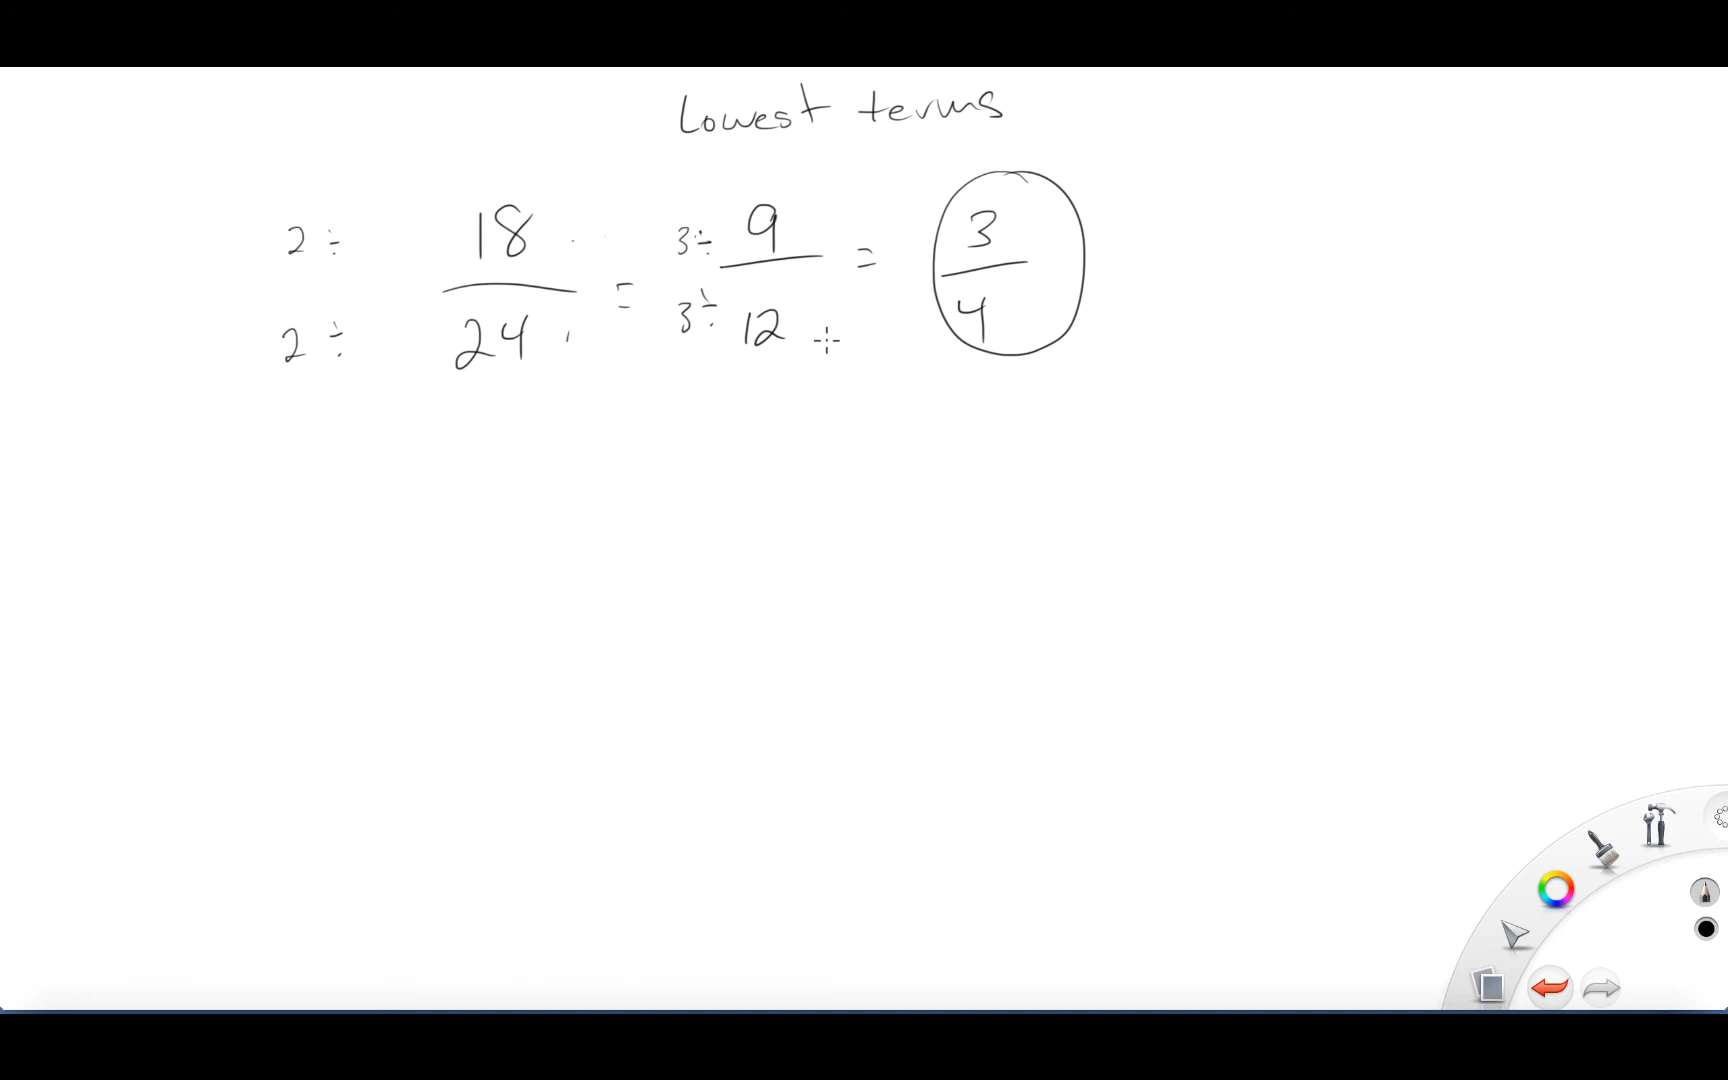 Lowest terms
2 ÷ 18 = 3 ÷ 9 = 3
2 ÷ 24 3 ÷ 12 4